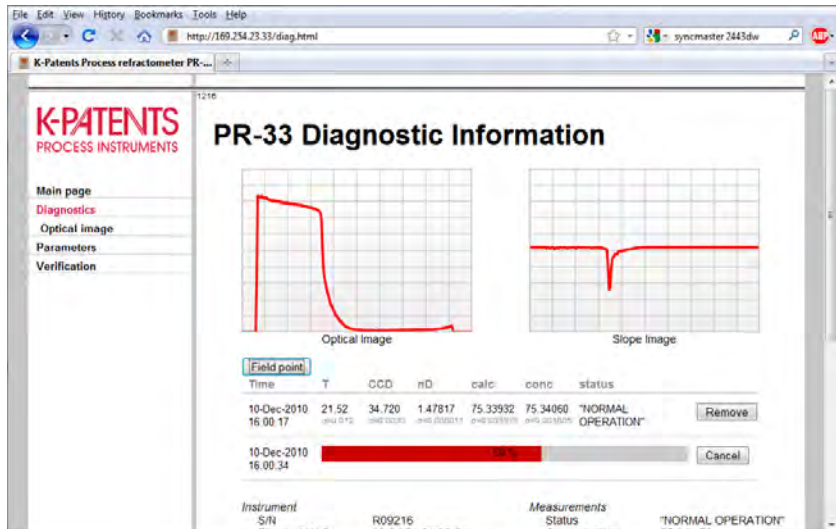 File Edit View History Bookmarks Tools Help
http://169.254.23.33/diag.html
syncmaster 2443dw
ABP
K-Patents Process refractometer PR-...
1216
K-PATENTS
PROCESS INSTRUMENTS
PR-33 Diagnostic Information
Main page
Diagnostics
Optical image
Parameters
Verification
Optical Image Slope Image
Field point
Time T CCD nD calc conc status
10-Dec-2010 21.52 34.720 1.47817 75.33932 75.34060 "NORMAL Remove
16.00.17 OPERATION"
10-Dec-2010 Cancel
16.00.34
Instrument Measurements
S/N R09216 Status "NORMAL OPERATION"